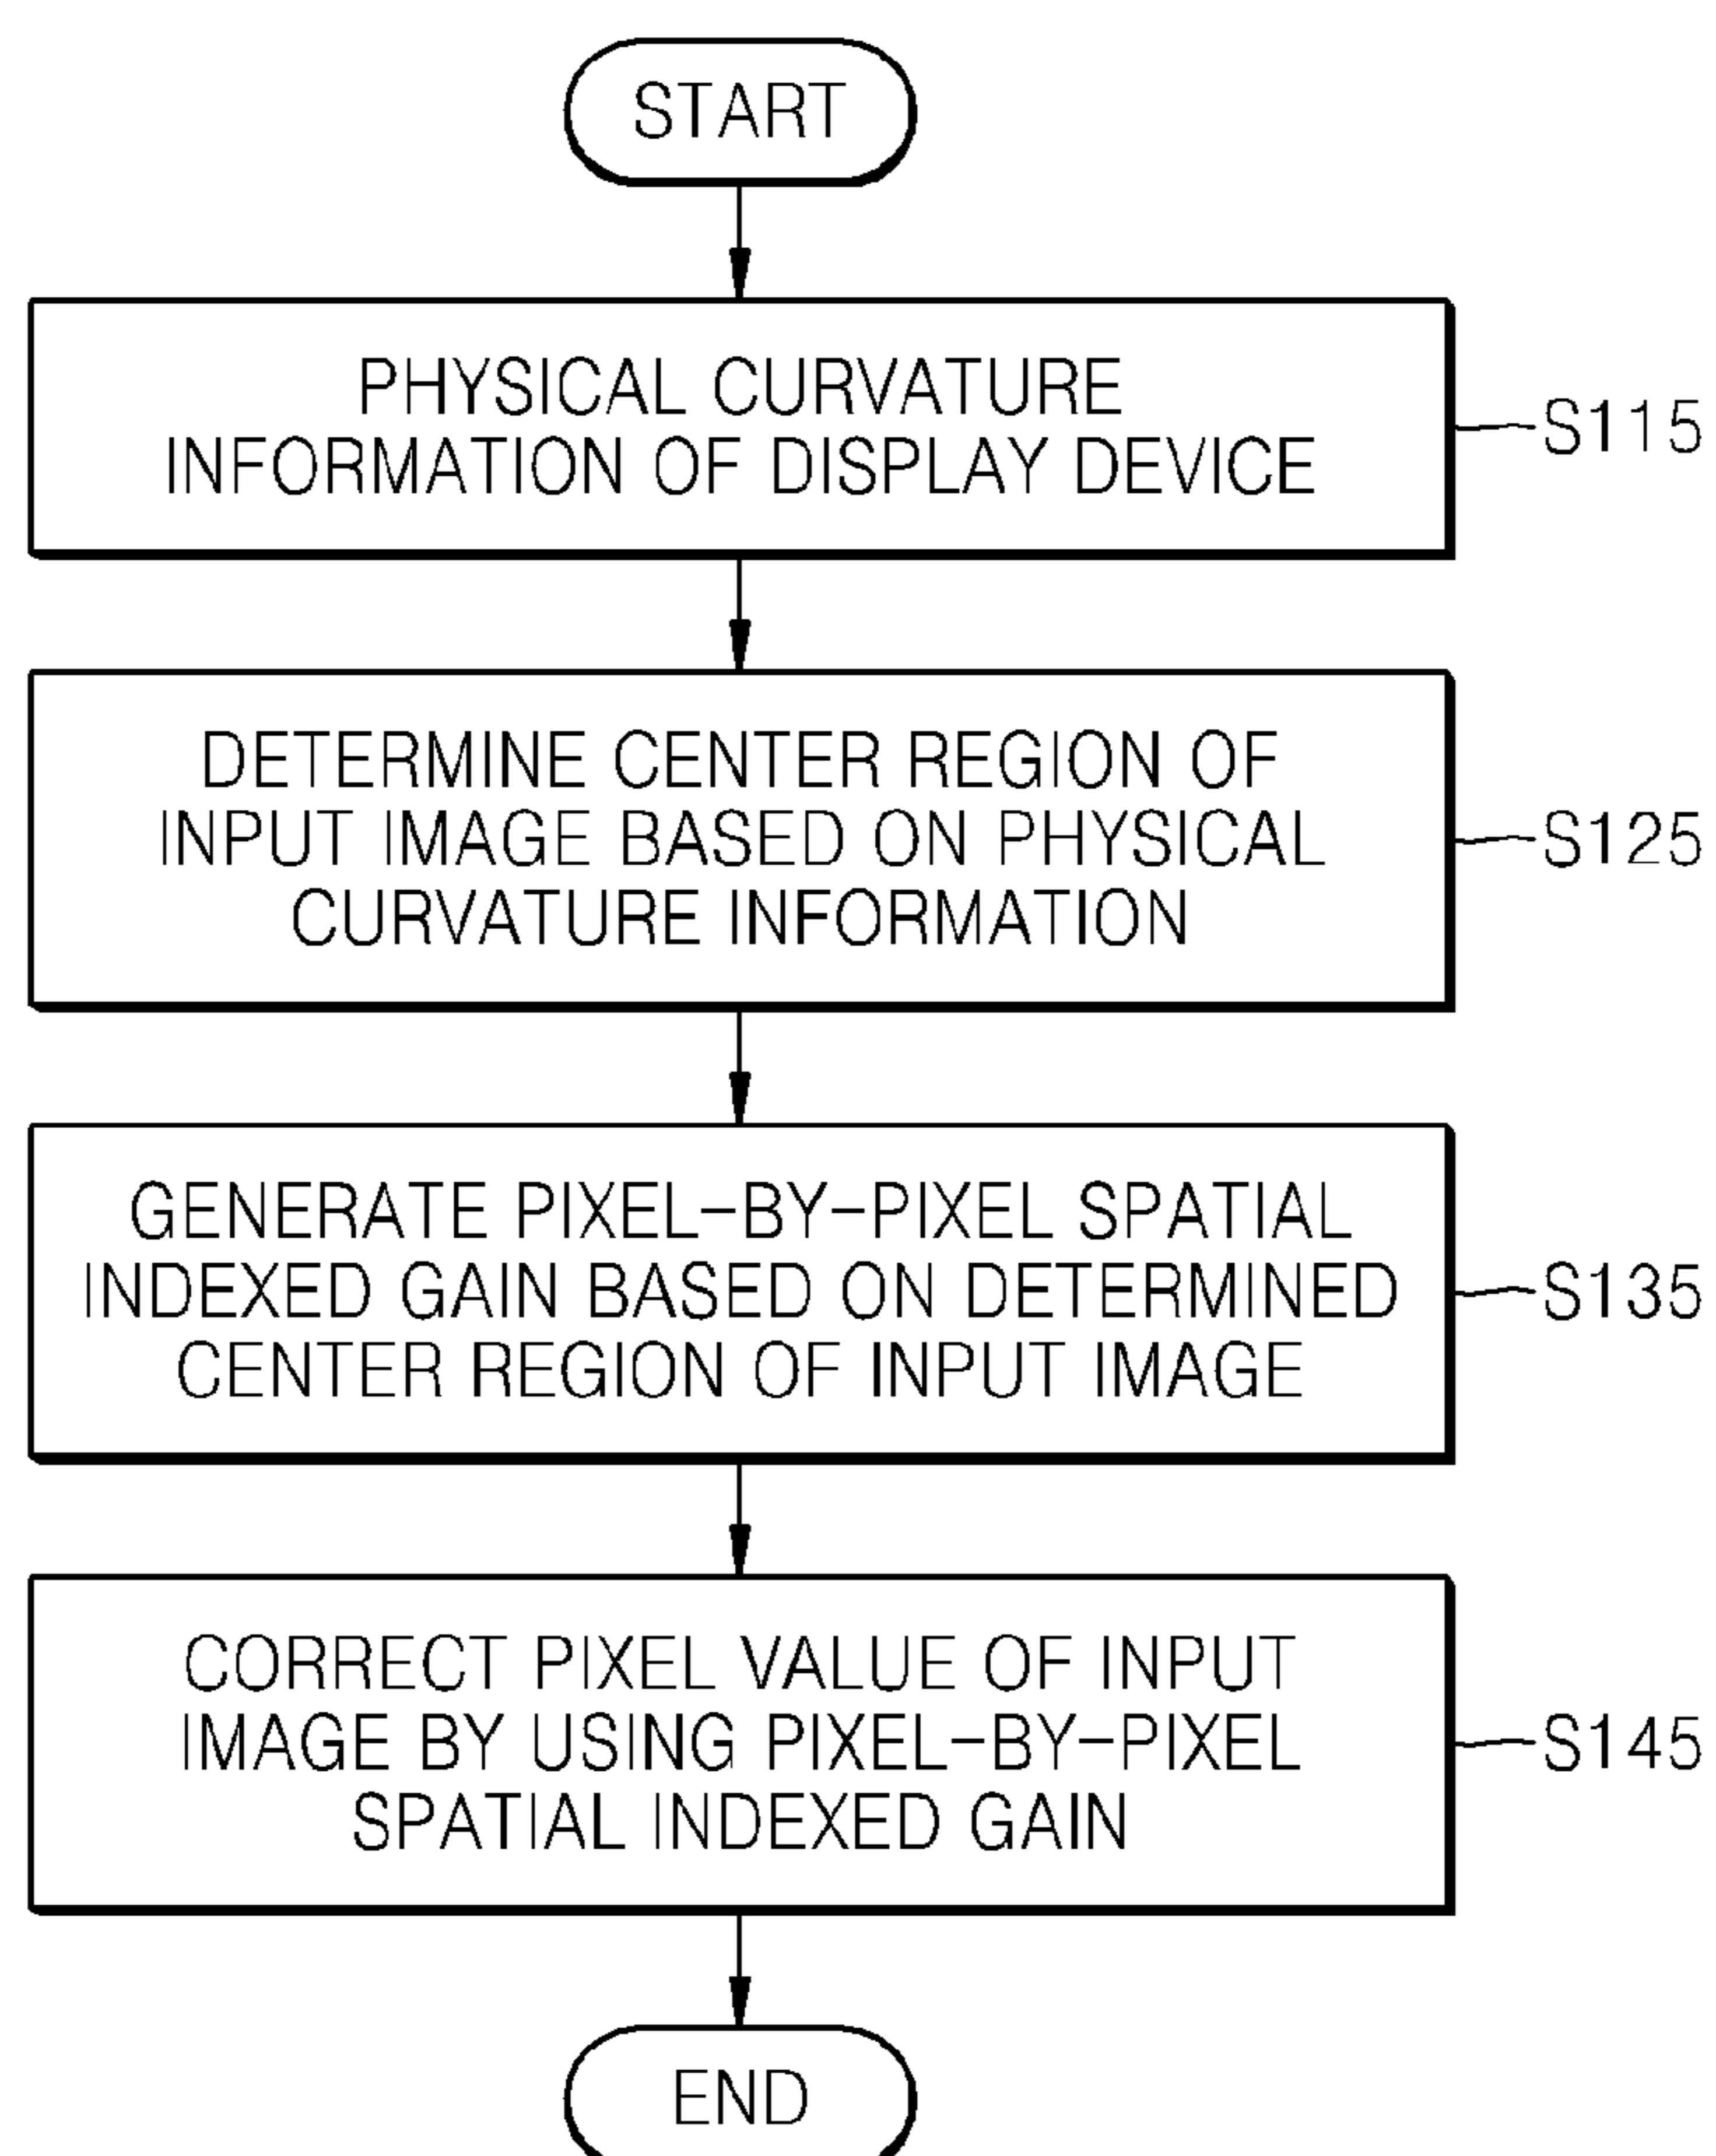 START
PHYSICAL CURVATURE
INFORMATION OF DISPLAY DEVICE
S115
DETERMINE CENTER REGION OF
INPUT IMAGE BASED ON PHYSICAL
CURVATURE INFORMATION
S125
GENERATE PIXEL-BY-PIXEL SPATIAL
INDEXED GAIN BASED ON DETERMINED
CENTER REGION OF INPUT IMAGE
S135
CORRECT PIXEL VALUE OF INPUT
IMAGE BY USING PIXEL-BY-PIXEL
SPATIAL INDEXED GAIN
S145
END